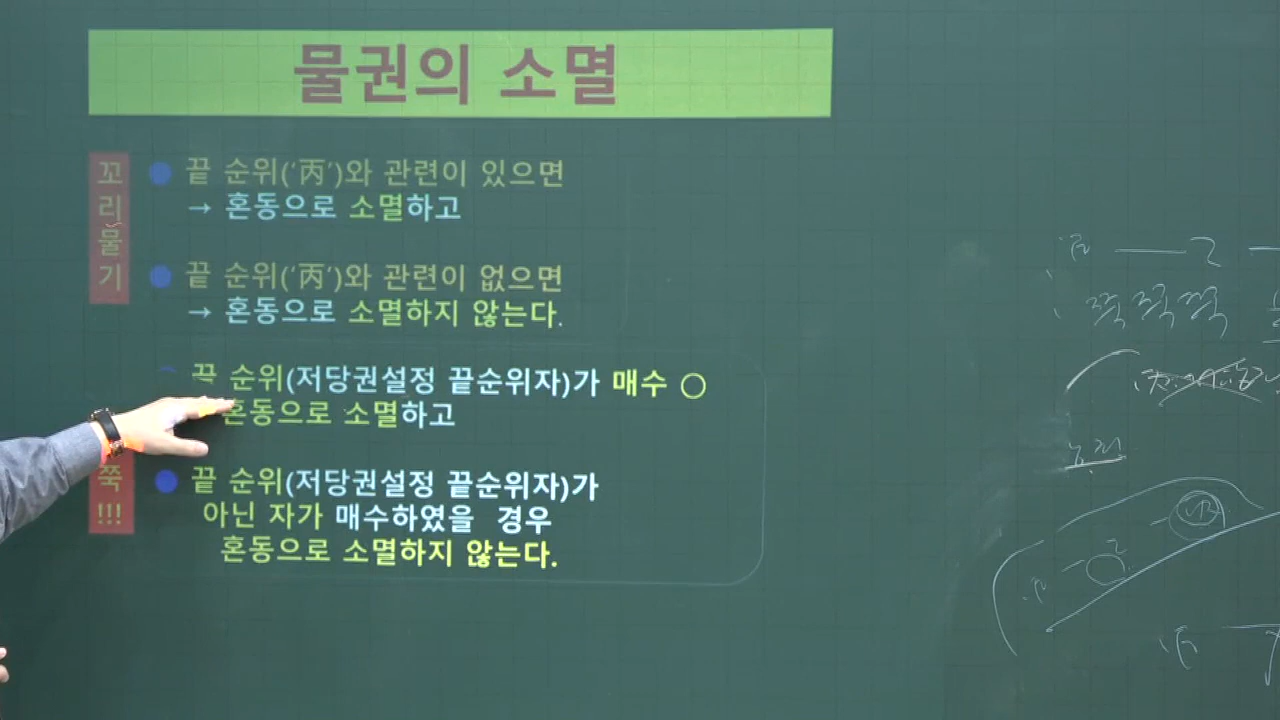 물권의 소멸
꼬리물기
끝 순위('丙')와 관련이 있으면
→ 혼동으로 소멸하고
끝 순위('丙')와 관련이 없으면
→ 혼동으로 소멸하지 않는다.
끝 순위(저당권설정 끝순위자)가 매수 ○
혼동으로 소멸하고
쭉!!!
끝 순위(저당권설정 끝순위자)가
아닌 자가 매수하였을 경우
혼동으로 소멸하지 않는다.